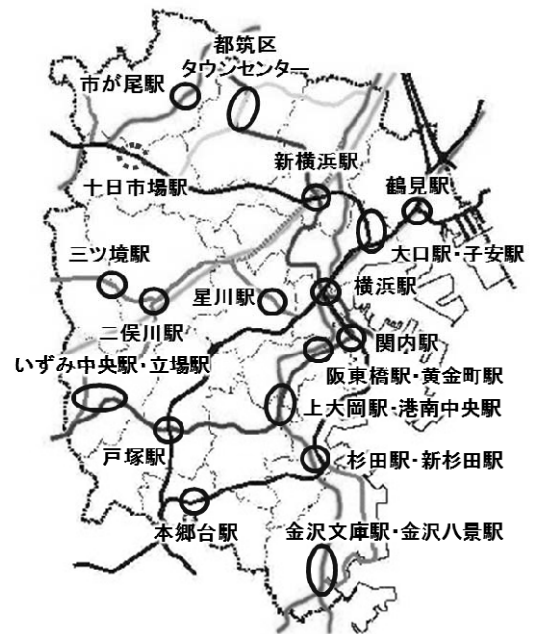 都筑区
タウンセンター
市が尾駅
新横浜駅
鶴見駅
十日市場駅
大口駅・子安駅
三ツ境駅
星川駅
横浜駅
二俣川駅
関内駅
いずみ中央駅・立場駅
阪東橋駅・黄金町駅
上大岡駅・港南中央駅
戸塚駅
杉田駅・新杉田駅
本郷台駅
金沢文庫駅・金沢八景駅